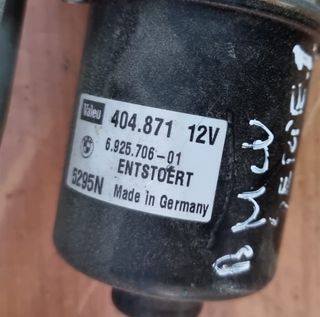 Valeo 404.871 12V
6.925.706-01
ENTSTOERT
5295N Made in Germany
BMW